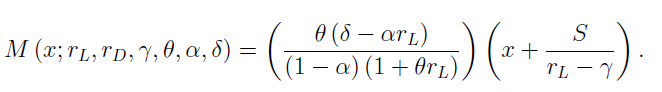 M (x; r_L, r_D, γ, θ, α, δ) = ( θ (δ − αr_L) / (1 − α) (1 + θr_L) ) ( x + S / r_L − γ ) .